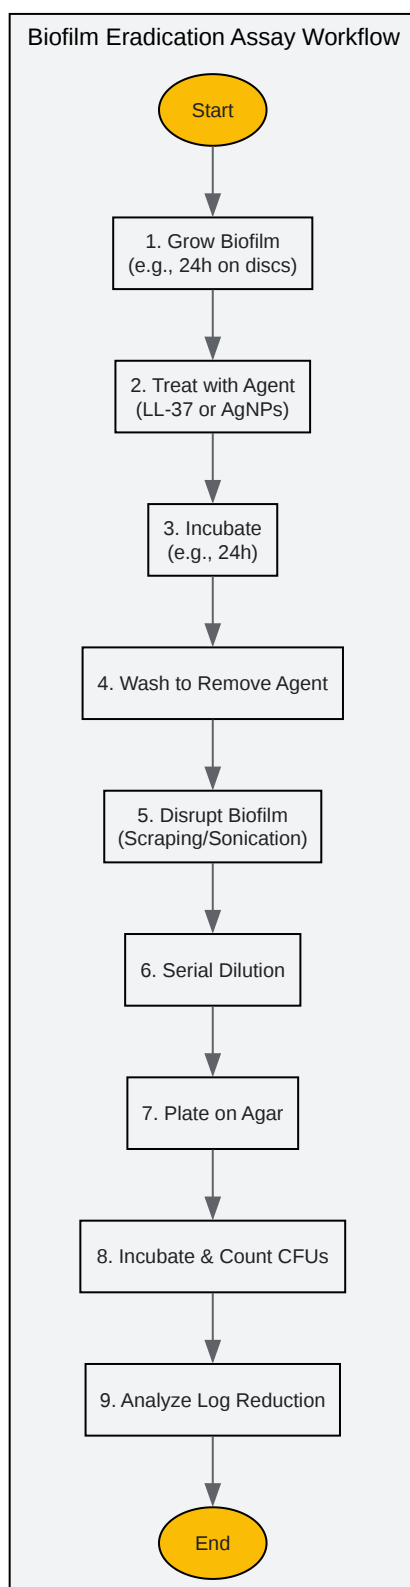 Biofilm Eradication Assay Workflow
Start
1. Grow Biofilm
(e.g., 24h on discs)
2. Treat with Agent
(LL-37 or AgNPs)
3. Incubate
(e.g., 24h)
4. Wash to Remove Agent
5. Disrupt Biofilm
(Scraping/Sonication)
6. Serial Dilution
7. Plate on Agar
8. Incubate & Count CFUs
9. Analyze Log Reduction
End